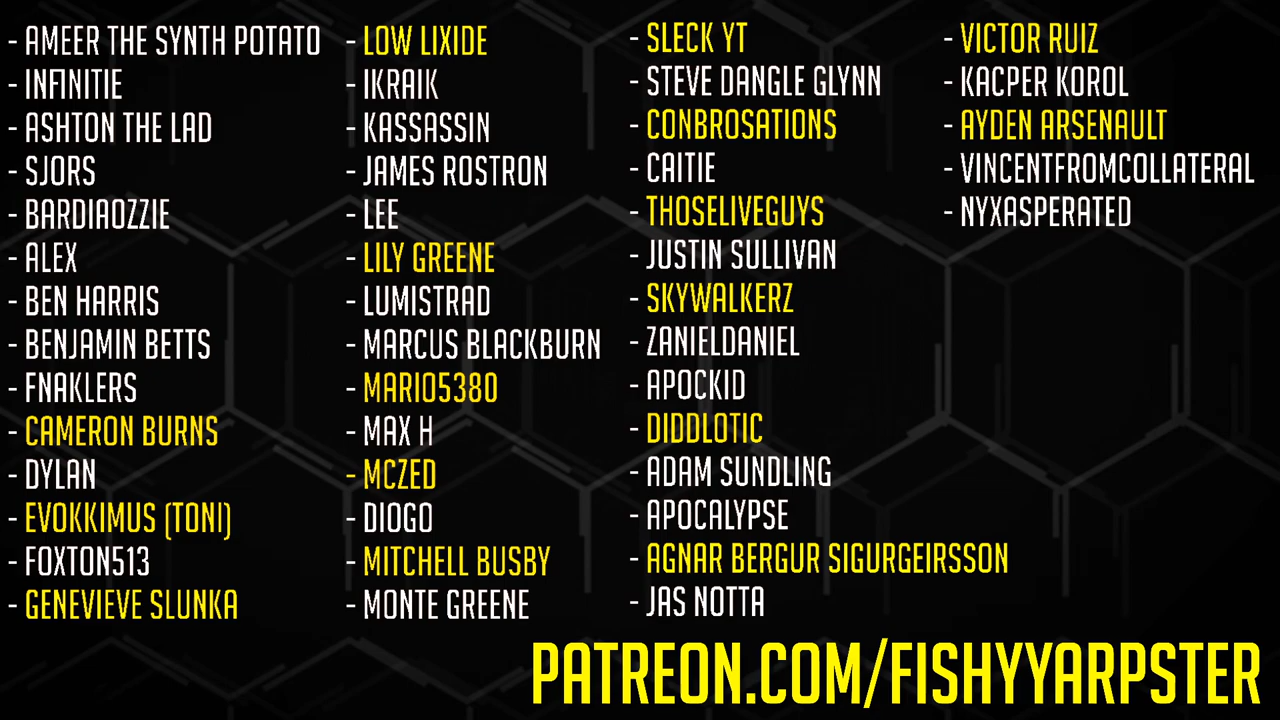 - AMEER THE SYNTH POTATO
- INFINITIE
- ASHTON THE LAD
- SJORS
- BARDIAOZZIE
- ALEX
- BEN HARRIS
- BENJAMIN BETTS
- FNAKLERS
- CAMERON BURNS
- DYLAN
- EVOKKIMUS (TONI)
- FOXTON513
- GENEVIEVE SLUNKA
- LOW LIXIDE
- IKRAIK
- KASSASSIN
- JAMES ROSTRON
- LEE
- LILY GREENE
- LUMISTRAD
- MARCUS BLACKBURN
- MARIO5380
- MAX H
- MCZED
- DIOGO
- MITCHELL BUSBY
- MONTE GREENE
- SLECK YT
- STEVE DANGLE GLYNN
- CONBROSATIONS
- CAITIE
- THOSELIVEGUYS
- JUSTIN SULLIVAN
- SKYWALKERZ
- ZANIELDANIEL
- APOCKID
- DIDDLOTIC
- ADAM SUNDLING
- APOCALYPSE
- AGNAR BERGUR SIGURGEIRSSON
- JAS NOTTA
- VICTOR RUIZ
- KACPER KOROL
- AYDEN ARSENAULT
- VINCENTFROMCOLLATERAL
- NYXASPERATED
PATREON.COM/FISHYYARPSTER